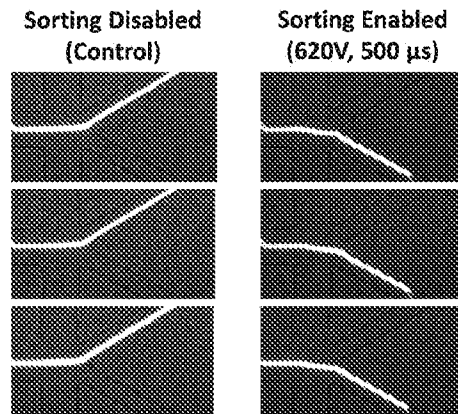 Sorting Disabled
(Control)
Sorting Enabled
(620V, 500 µs)